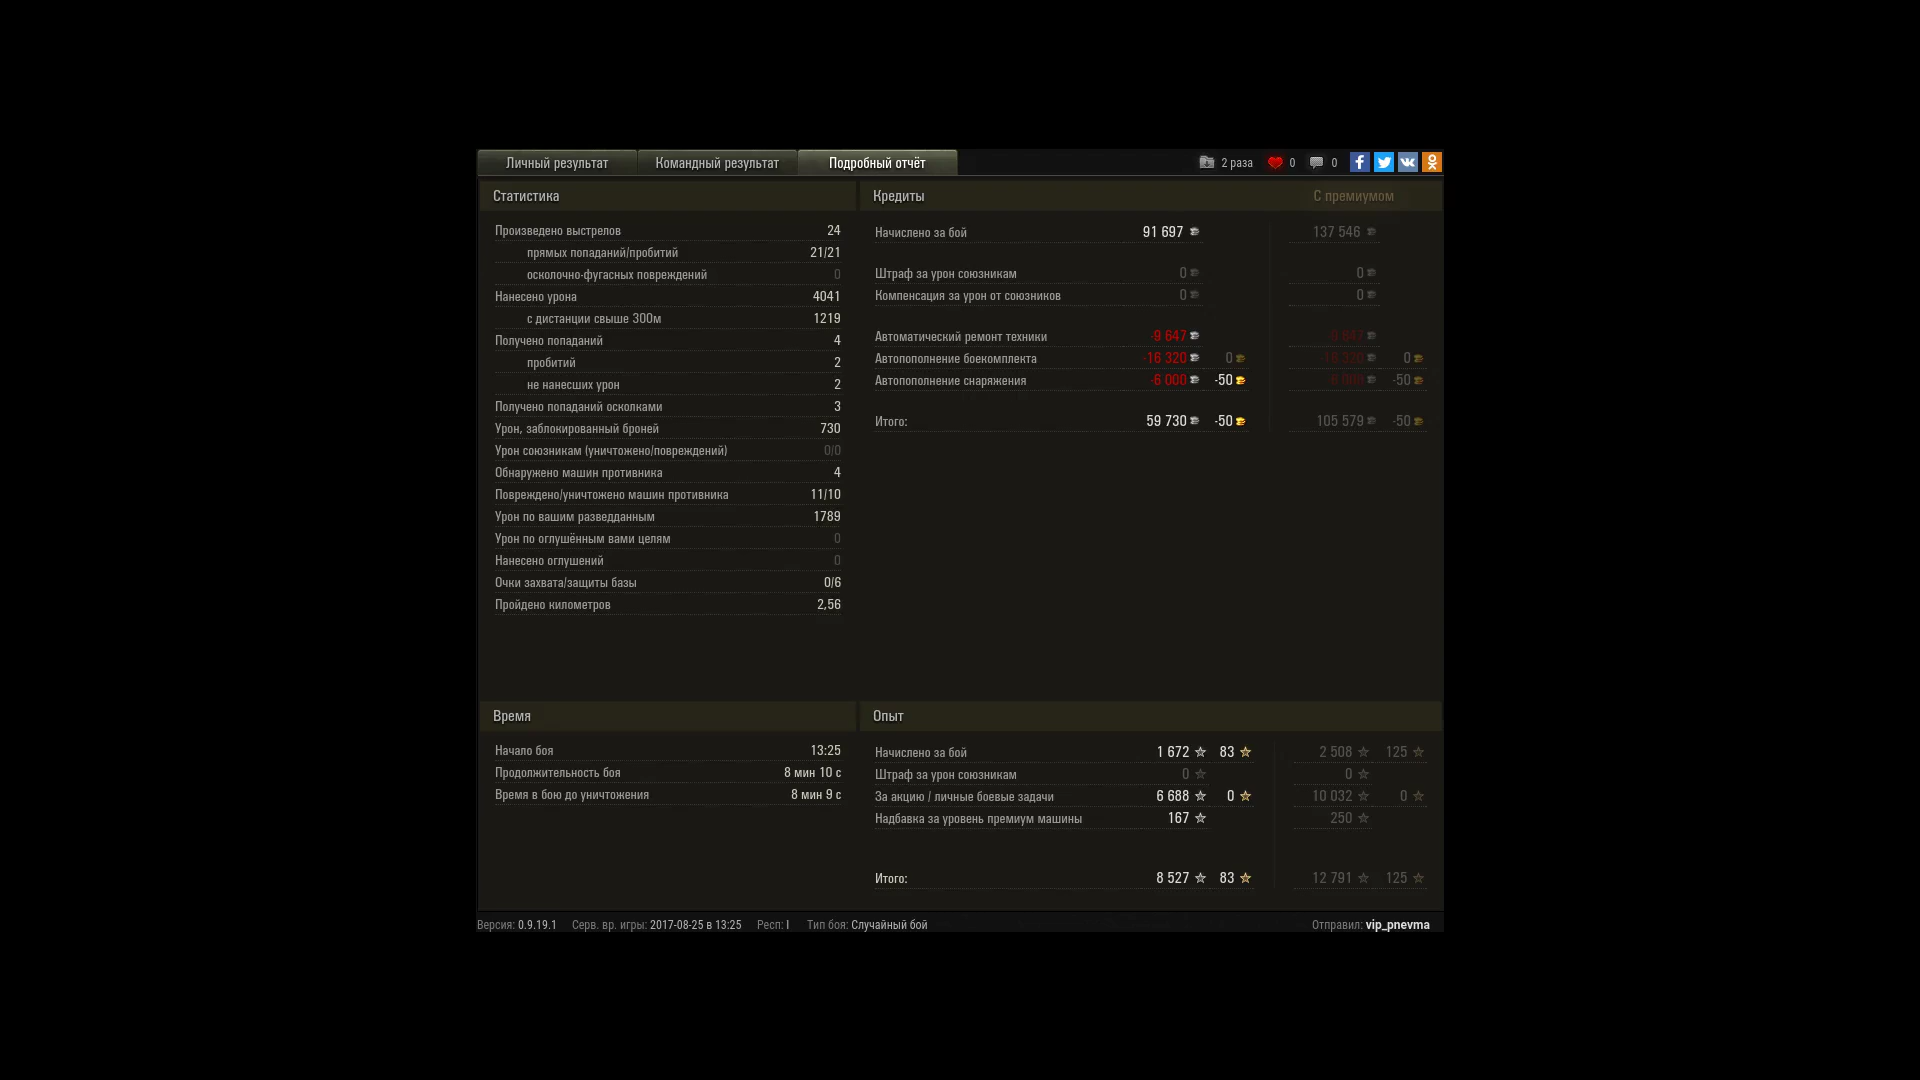 Личный результат Командный результат Подробный отчёт 2 раза 0 0
Статистика
Произведено выстрелов 24
прямых попаданий/пробитий 21/21
осколочно-фугасных повреждений 0
Нанесено урона 4041
с дистанции свыше 300м 1219
Получено попаданий 4
пробитий 2
не нанесших урон 2
Получено попаданий осколками 3
Урон, заблокированный броней 730
Урон союзникам (уничтожено/повреждений) 0/0
Обнаружено машин противника 4
Повреждено/уничтожено машин противника 11/10
Урон по вашим разведданным 1789
Урон по оглушённым вами целям 0
Нанесено оглушений 0
Очки захвата/защиты базы 0/6
Пройдено километров 2,56
Кредиты С премиумом
Начислено за бой 91 697 137 546
Штраф за урон союзникам 0 0
Компенсация за урон от союзников 0 0
Автоматический ремонт техники -9 647 -9 647
Автопополнение боекомплекта -16 320 0 -16 320 0
Автопополнение снаряжения -6 000 -50 -6 000 -50
Итого: 59 730 -50 105 579 -50
Время
Начало боя 13:25
Продолжительность боя 8 мин 10 с
Время в бою до уничтожения 8 мин 9 с
Опыт
Начислено за бой 1 672 83 2 508 125
Штраф за урон союзникам 0 0
За акцию / личные боевые задачи 6 688 0 10 032 0
Надбавка за уровень премиум машины 167 250
Итого: 8 527 83 12 791 125
Версия: 0.9.19.1 Серв. вр. игры: 2017-08-25 в 13:25 Респ: I Тип боя: Случайный бой Отправил: vip_pnevma